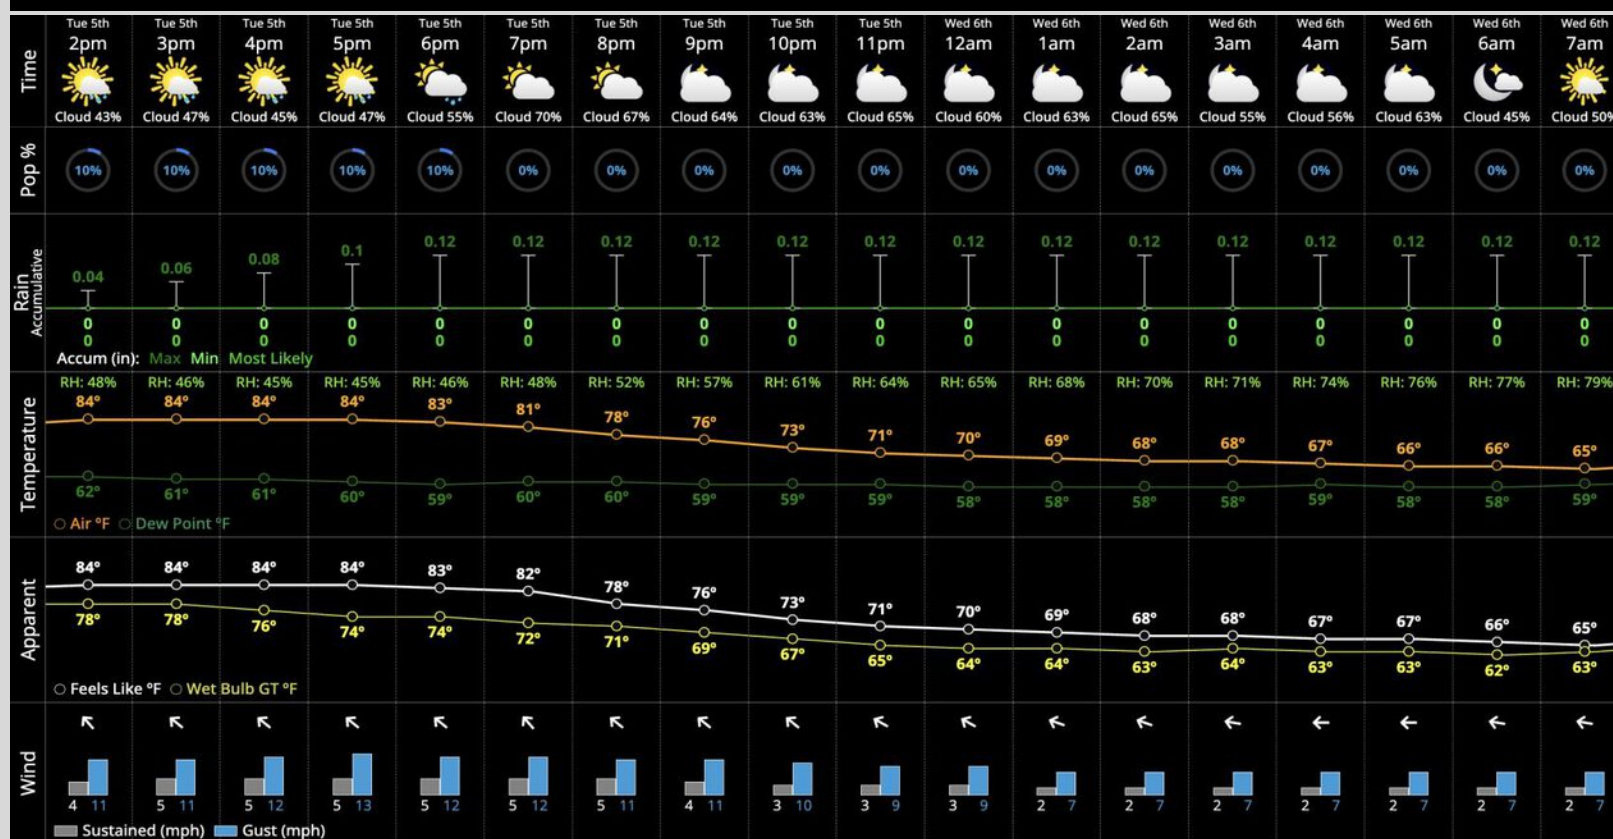 Tue 5th Tue 5th Tue 5th Tue 5th Tue 5th Tue 5th Tue 5th Tue 5th Tue 5th Tue 5th Wed 6th Wed 6th Wed 6th Wed 6th Wed 6th Wed 6th Wed 6th Wed 6th
Time 2pm 3pm 4pm 5pm 6pm 7pm 8pm 9pm 10pm 11pm 12am 1am 2am 3am 4am 5am 6am 7am
Cloud 43% Cloud 47% Cloud 45% Cloud 47% Cloud 55% Cloud 70% Cloud 67% Cloud 64% Cloud 63% Cloud 65% Cloud 60% Cloud 63% Cloud 65% Cloud 55% Cloud 56% Cloud 63% Cloud 45% Cloud 50%
Pop % 10% 10% 10% 10% 10% 0% 0% 0% 0% 0% 0% 0% 0% 0% 0% 0% 0% 0%
Rain
Accumulative
0.04 0.06 0.08 0.1 0.12 0.12 0.12 0.12 0.12 0.12 0.12 0.12 0.12 0.12 0.12 0.12 0.12 0.12
0 0 0 0 0 0 0 0 0 0 0 0 0 0 0 0 0 0
0 0 0 0 0 0 0 0 0 0 0 0 0 0 0 0 0 0
Accum (in): Max Min Most Likely
RH: 48% RH: 46% RH: 45% RH: 45% RH: 46% RH: 48% RH: 52% RH: 57% RH: 61% RH: 64% RH: 65% RH: 68% RH: 70% RH: 71% RH: 74% RH: 76% RH: 77% RH: 79%
Temperature
84° 84° 84° 84° 83° 81° 78° 76° 73° 71° 70° 69° 68° 68° 67° 66° 66° 65°
62° 61° 61° 60° 59° 60° 60° 59° 59° 59° 58° 58° 58° 58° 59° 58° 58° 59°
Air ºF Dew Point ºF
Apparent
84° 84° 84° 84° 83° 82° 78° 76° 73° 71° 70° 69° 68° 68° 67° 67° 66° 65°
78° 78° 76° 74° 74° 72° 71° 69° 67° 65° 64° 64° 63° 64° 63° 63° 62° 63°
Feels Like ºF Wet Bulb GT ºF
Wind
4 11 5 11 5 12 5 13 5 12 5 12 5 11 4 11 3 10 3 9 3 9 2 7 2 7 2 7 2 7 2 7 2 7 2 7
Sustained (mph) Gust (mph)